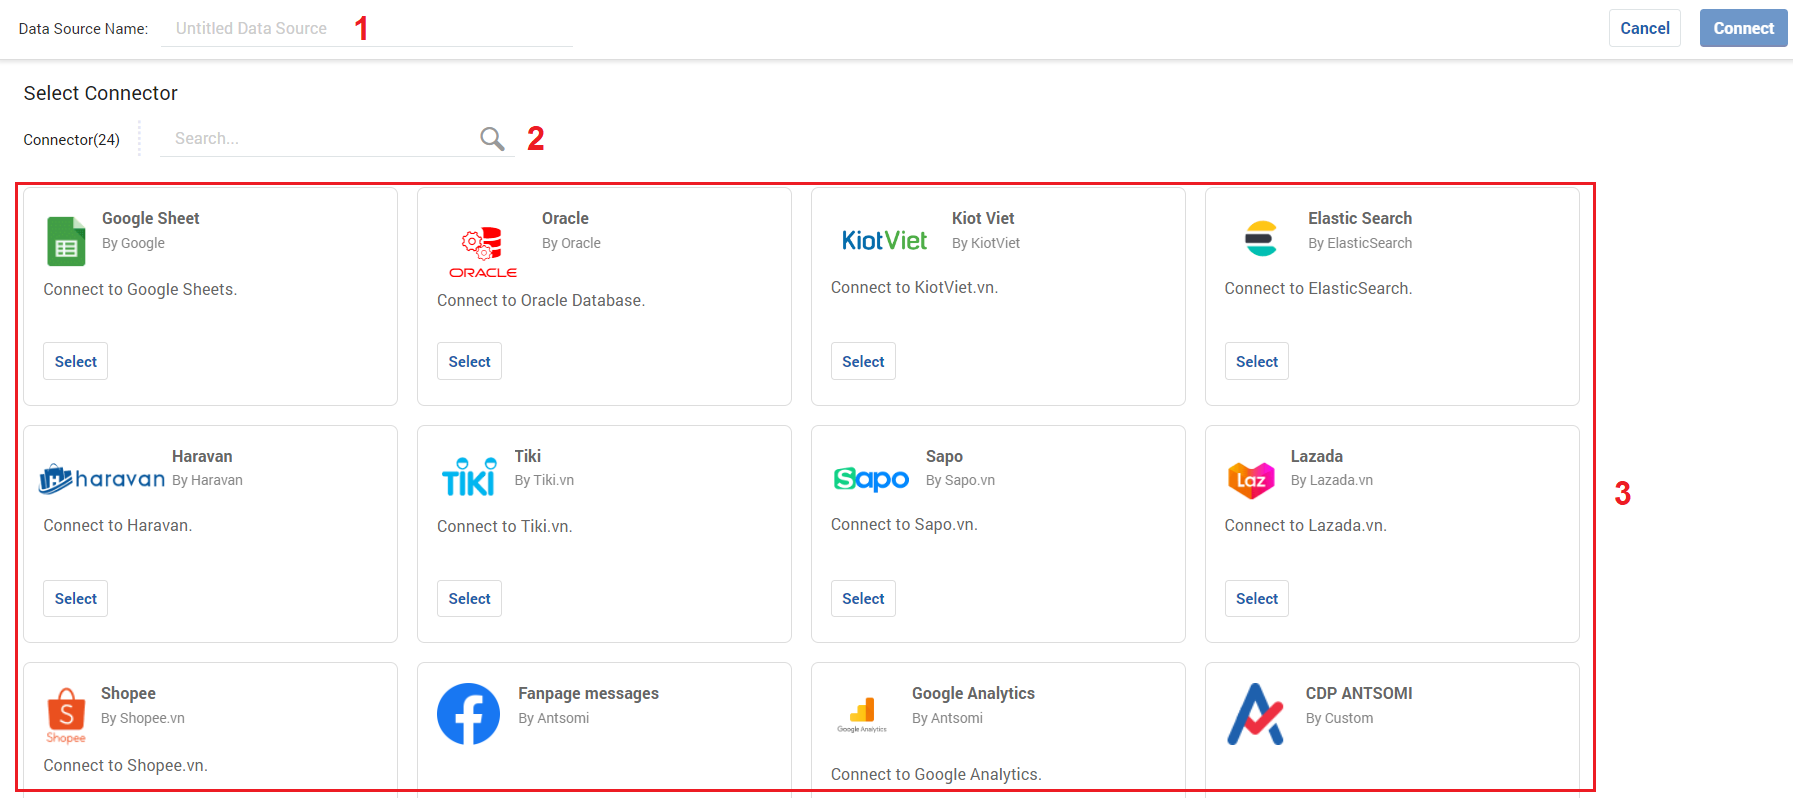 Data Source Name: Untitled Data Source 1 Cancel Connect
Select Connector
Connector(24) Search... 2
Google Sheet
By Google
Connect to Google Sheets.
Select
ORACLE
Oracle
By Oracle
Connect to Oracle Database.
Select
KiotViet
Kiot Viet
By KiotViet
Connect to KiotViet.vn.
Select
Elastic Search
By ElasticSearch
Connect to ElasticSearch.
Select
haravan
Haravan
By Haravan
Connect to Haravan.
Select
TIKI
Tiki
By Tiki.vn
Connect to Tiki.vn.
Select
Sapo
Sapo
By Sapo.vn
Connect to Sapo.vn.
Select
Laz
Lazada
By Lazada.vn
Connect to Lazada.vn.
Select
3
S
Shopee
Shopee
By Shopee.vn
Connect to Shopee.vn.
f
Fanpage messages
By Antsomi
Google Analytics
Google Analytics
By Antsomi
Connect to Google Analytics.
CDP ANTSOMI
By Custom